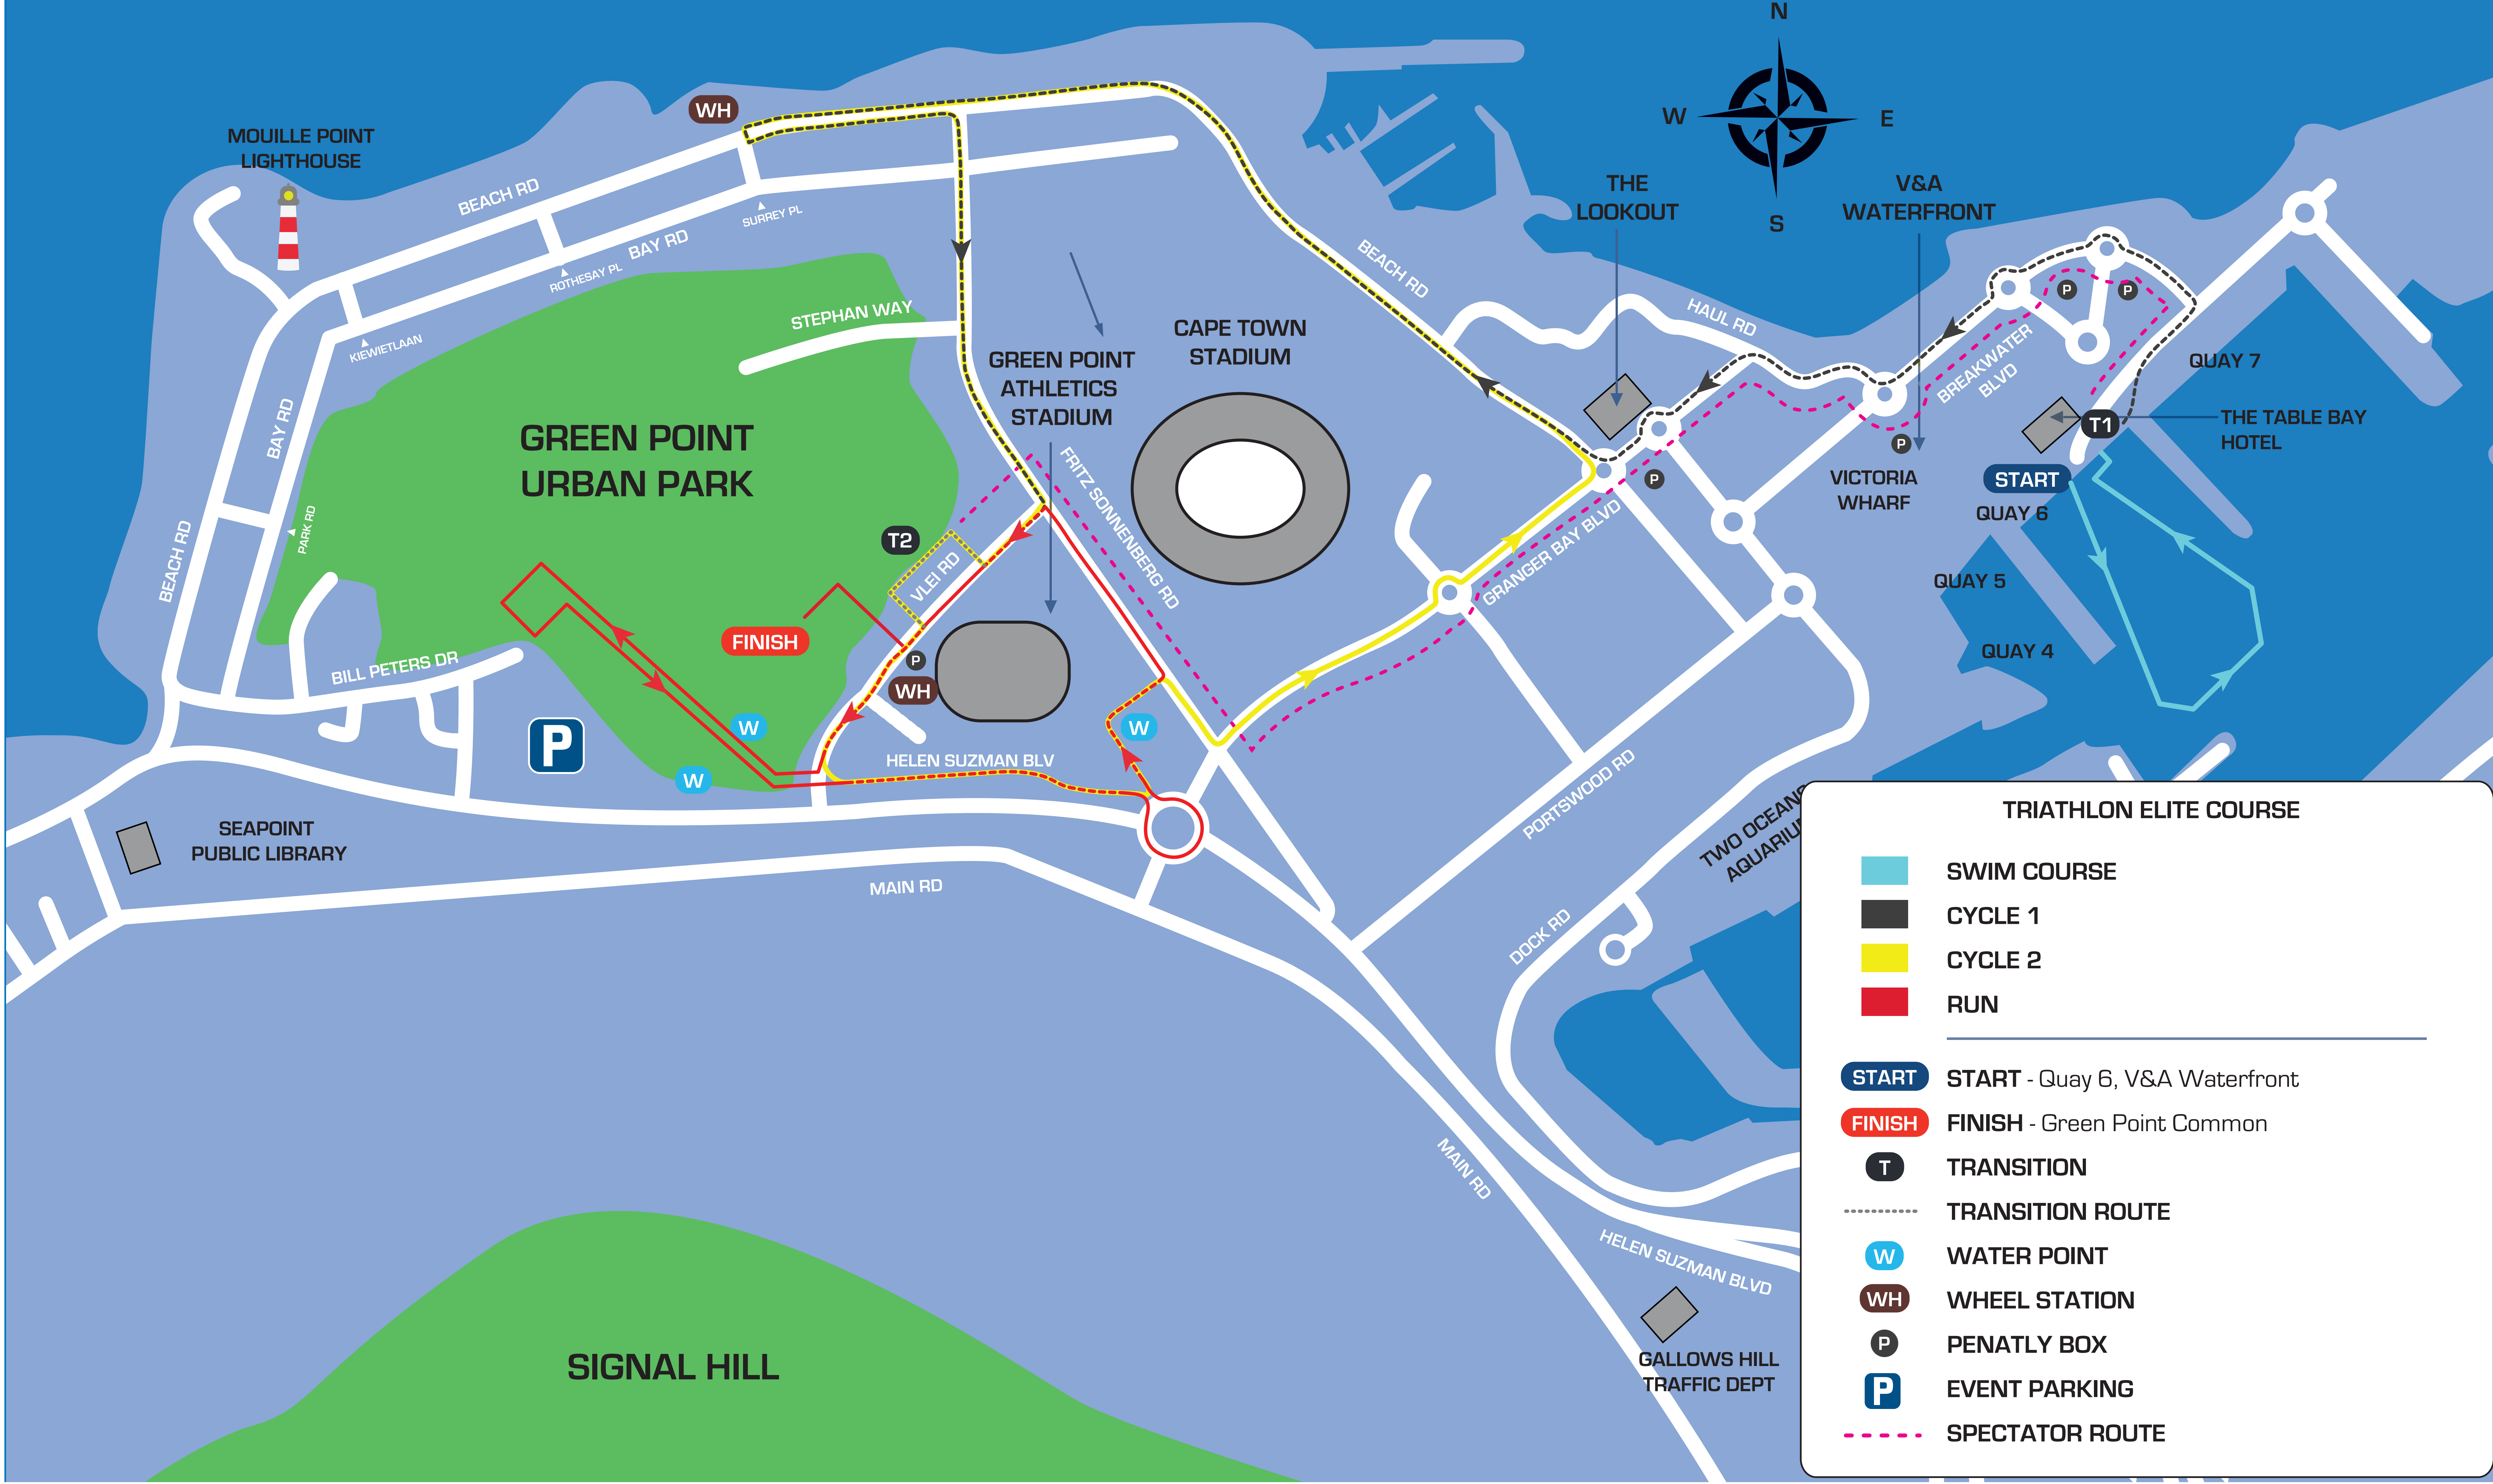 N
W
E
S
MOUILLE POINT
LIGHTHOUSE
WH
BEACH RD
BAY RD
SURREY PL
ROTHESAY PL
KIEWIETLAAN
STEPHAN WAY
GREEN POINT
ATHLETICS
STADIUM
CAPE TOWN
STADIUM
BEACH RD
THE
LOOKOUT
V&A
WATERFRONT
HAUL RD
P
P
BREAKWATER
BLVD
QUAY 7
T1
THE TABLE BAY
HOTEL
P
VICTORIA
WHARF
START
QUAY 6
QUAY 5
QUAY 4
P
GRANGER BAY BLVD
FRITZ SONNENBERG RD
GREEN POINT
URBAN PARK
BAY RD
PARK RD
BEACH RD
T2
VLEI RD
FINISH
P
WH
BILL PETERS DR
P
W
W
W
HELEN SUZMAN BLV
SEAPOINT
PUBLIC LIBRARY
MAIN RD
PORTSWOOD RD
TWO OCEANS
AQUARIU
DOCK RD
MAIN RD
HELEN SUZMAN BLVD
GALLOWS HILL
TRAFFIC DEPT
SIGNAL HILL
TRIATHLON ELITE COURSE
SWIM COURSE
CYCLE 1
CYCLE 2
RUN
START START - Quay 6, V&A Waterfront
FINISH FINISH - Green Point Common
T TRANSITION
TRANSITION ROUTE
W WATER POINT
WH WHEEL STATION
P PENATLY BOX
P EVENT PARKING
SPECTATOR ROUTE